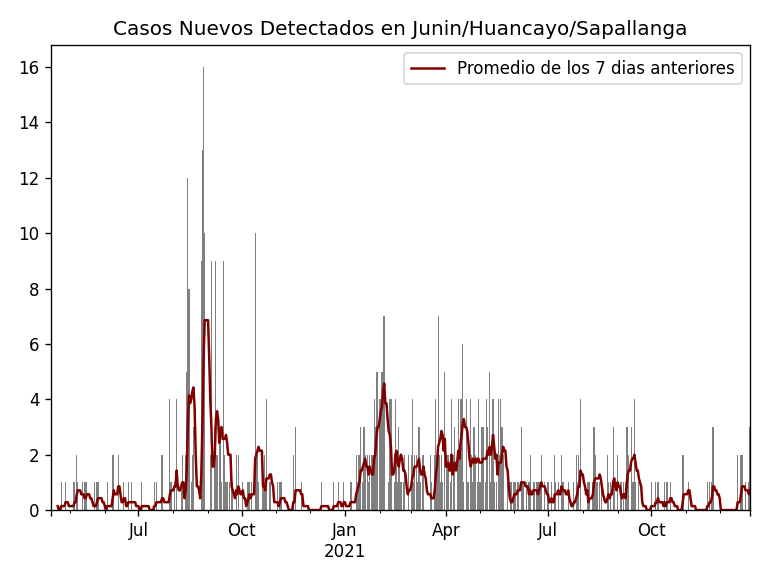 Casos Nuevos Detectados en Junin/Huancayo/Sapallanga
Promedio de los 7 dias anteriores
16
14
12
10
8
6
4
2
0
Jul
Oct
Jan
2021
Apr
Jul
Oct